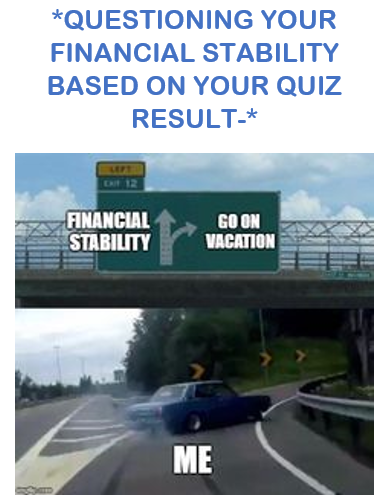 *QUESTIONING YOUR
FINANCIAL STABILITY
BASED ON YOUR QUIZ
RESULT-*
LEFT
EXIT 12
FINANCIAL
STABILITY
GO ON
VACATION
ME
imgflip.com